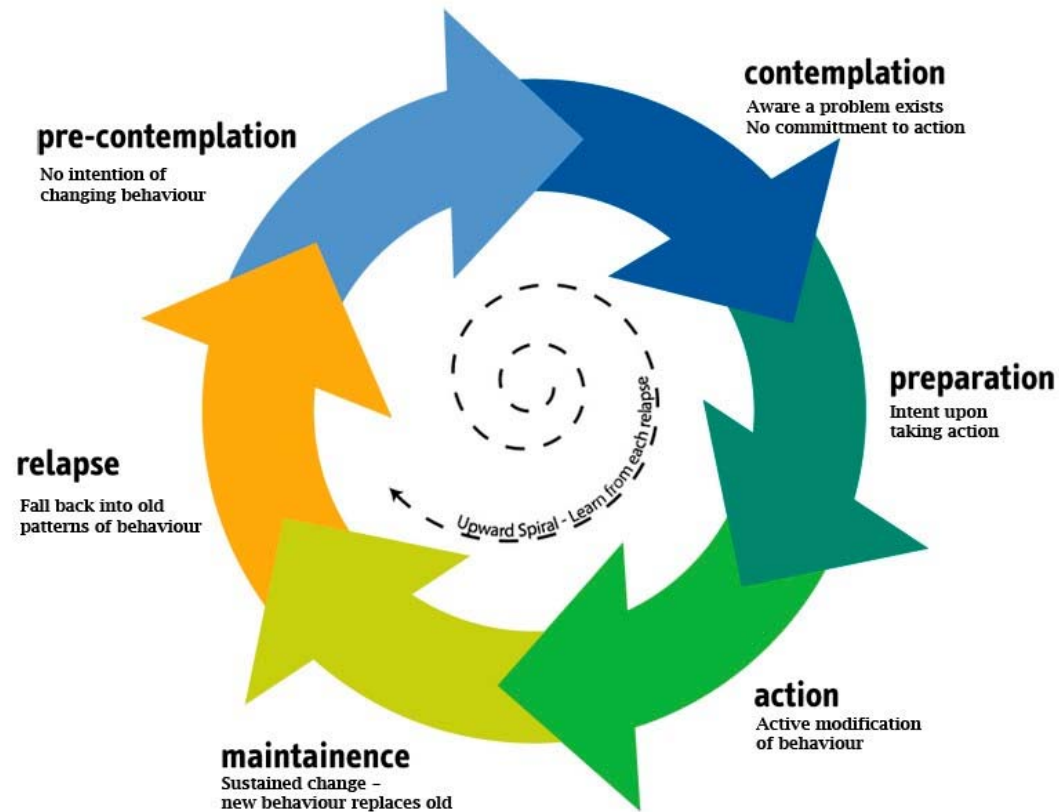 pre-contemplation
No intention of
changing behaviour
contemplation
Aware a problem exists
No committment to action
preparation
Intent upon
taking action
action
Active modification
of behaviour
maintainence
Sustained change –
new behaviour replaces old
relapse
Fall back into old
patterns of behaviour
Upward Spiral - Learn from each relapse